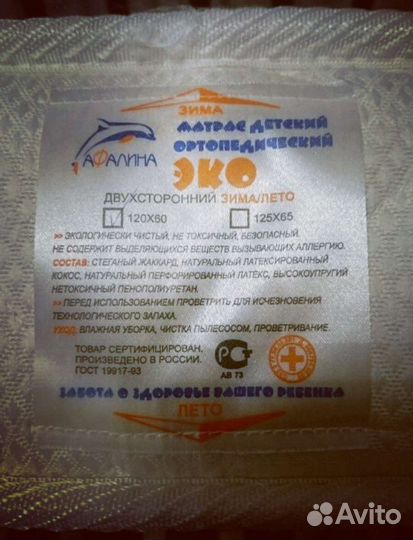 ЗИМА
АФАЛИНА
МАТРАС ДЕТСКИЙ
ОРТОПЕДИЧЕСКИЙ
ЭКО
ДВУХСТОРОННИЙ ЗИМА/ЛЕТО
120Х60 125Х65
>> ЭКОЛОГИЧЕСКИ ЧИСТЫЙ, НЕ ТОКСИЧНЫЙ, БЕЗОПАСНЫЙ.
НЕ СОДЕРЖИТ ВЫДЕЛЯЮЩИХСЯ ВЕЩЕСТВ ВЫЗЫВАЮЩИХ АЛЛЕРГИЮ.
СОСТАВ: СТЕГАНЫЙ ЖАККАРД, НАТУРАЛЬНЫЙ ЛАТЕКСИРОВАННЫЙ
КОКОС, НАТУРАЛЬНЫЙ ПЕРФОРИРОВАННЫЙ ЛАТЕКС, ВЫСОКОУПРУГИЙ
НЕТОКСИЧНЫЙ ПЕНОПОЛИУРЕТАН.
>> ПЕРЕД ИСПОЛЬЗОВАНИЕМ ПРОВЕТРИТЬ ДЛЯ ИСЧЕЗНОВЕНИЯ
ТЕХНОЛОГИЧЕСКОГО ЗАПАХА.
УХОД: ВЛАЖНАЯ УБОРКА, ЧИСТКА ПЫЛЕСОСОМ, ПРОВЕТРИВАНИЕ.
ТОВАР СЕРТИФИЦИРОВАН.
ПРОИЗВЕДЕНО В РОССИИ.
ГОСТ 19917-93
АВ 73
ЗАБОТА О ЗДОРОВЬЕ ВАШЕГО РЕБЕНКА
ЛЕТО
Avito